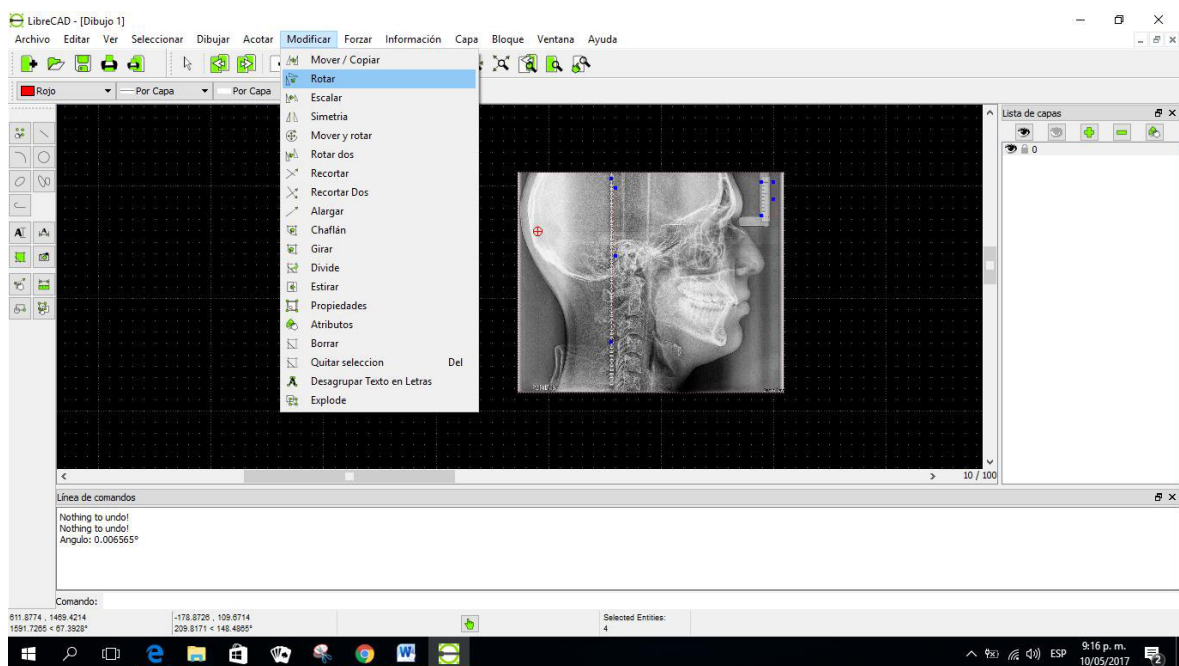 LibreCAD - [Dibujo 1]
Archivo Editar Ver Seleccionar Dibujar Acotar Modificar Forzar Información Capa Bloque Ventana Ayuda
Rojo Por Capa Por Capa
Mover / Copiar
Rotar
Escalar
Simetria
Mover y rotar
Rotar dos
Recortar
Recortar Dos
Alargar
Chaflán
Girar
Divide
Estirar
Propiedades
Atributos
Borrar
Quitar seleccion Del
Desagrupar Texto en Letras
Explode
Lista de capas
0
10 / 100
Línea de comandos
Nothing to undo!
Nothing to undo!
Angulo: 0.006565°
Comando:
611.8774 , 1469.4214 -178.8726 , 109.6714 Selected Entities:
1591.7265 < 67.3928° 209.8171 < 148.4865° 4
ESP 9:16 p. m.
10/05/2017